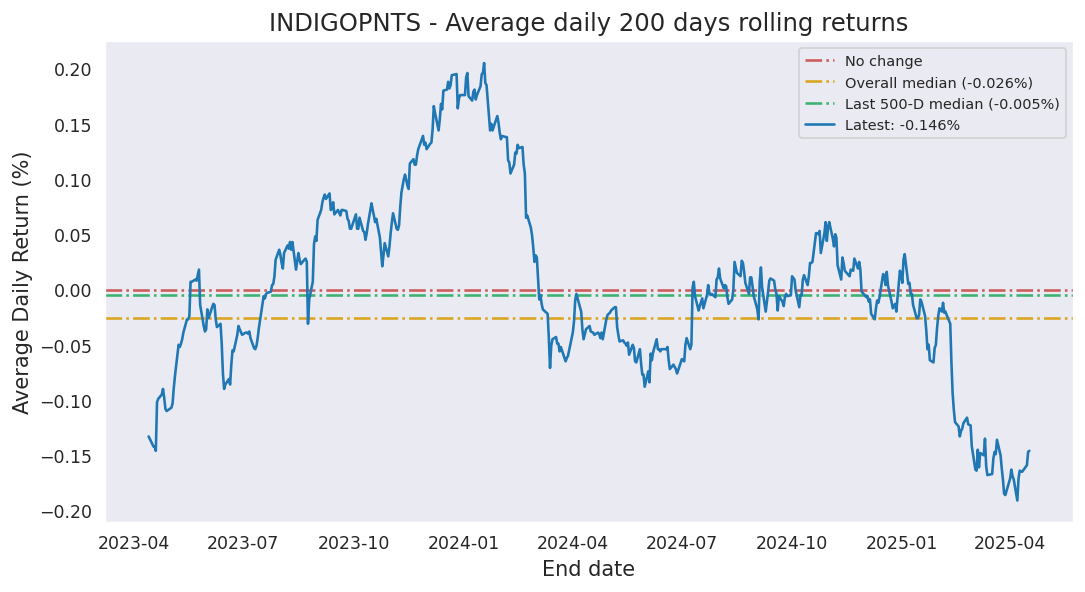 INDIGOPNTS - Average daily 200 days rolling returns
No change
Overall median (-0.026%)
Last 500-D median (-0.005%)
Latest: -0.146%
Average Daily Return (%)
0.20
0.15
0.10
0.05
0.00
−0.05
−0.10
−0.15
−0.20
2023-04
2023-07
2023-10
2024-01
2024-04
2024-07
2024-10
2025-01
2025-04
End date